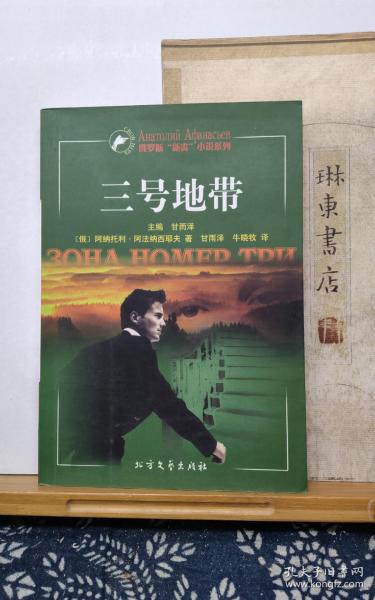 Анатолий Афанасьев
俄罗斯“新潮”小说系列
三号地带
主编 甘雨泽
〔俄〕阿纳托利·阿法纳西耶夫 著 甘雨泽 牛晓牧 译
ЗОНА НОМЕР ТРИ
北方文艺出版社
琳東書店
孔夫子旧书网